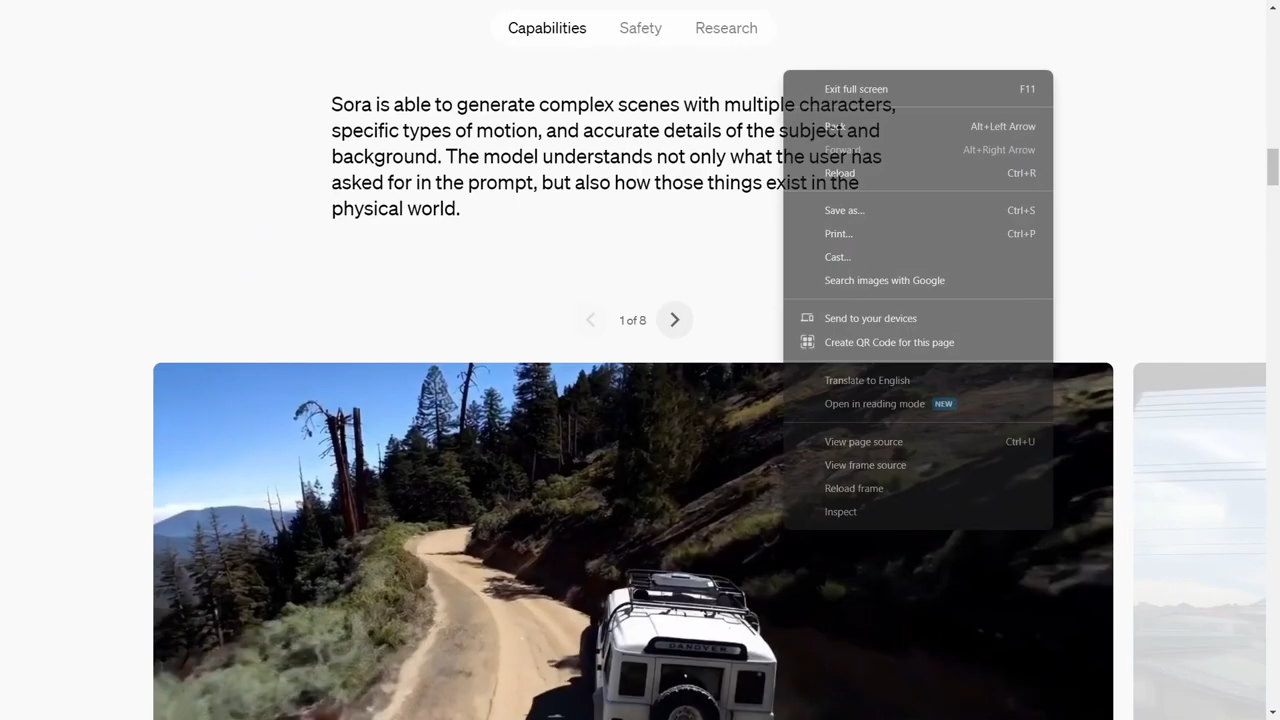 Capabilities
Safety
Research
Sora is able to generate complex scenes with multiple characters,
specific types of motion, and accurate details of the subject and
background. The model understands not only what the user has
asked for in the prompt, but also how those things exist in the
physical world.
1 of 8
Exit full screen F11
Back Alt+Left Arrow
Forward Alt+Right Arrow
Reload Ctrl+R
Save as... Ctrl+S
Print... Ctrl+P
Cast...
Search images with Google
Send to your devices
Create QR Code for this page
Translate to English
Open in reading mode NEW
View page source Ctrl+U
View frame source
Reload frame
Inspect
DANOVER